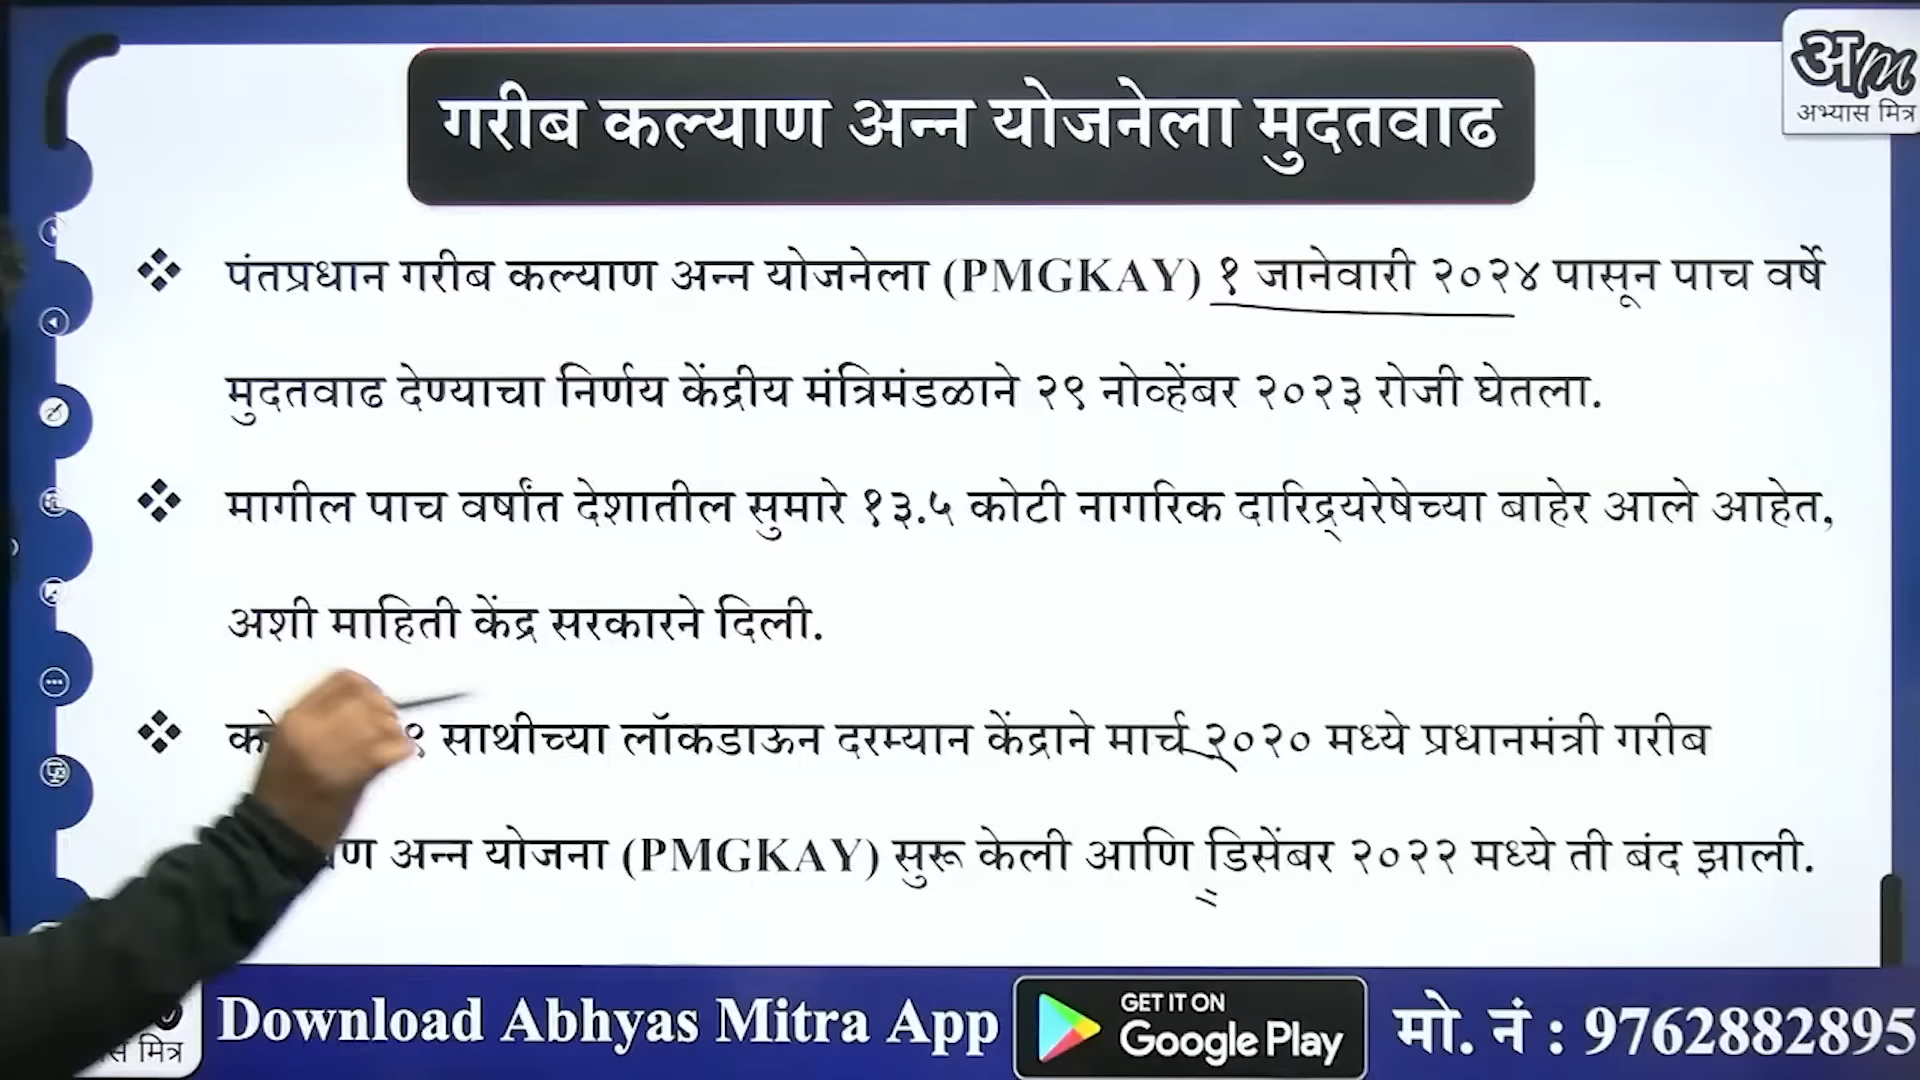 अm
अभ्यास मित्र
गरीब कल्याण अन्न योजनेला मुदतवाढ
❖ पंतप्रधान गरीब कल्याण अन्न योजनेला (PMGKAY) १ जानेवारी २०२४ पासून पाच वर्षे
मुदतवाढ देण्याचा निर्णय केंद्रीय मंत्रिमंडळाने २९ नोव्हेंबर २०२३ रोजी घेतला.
❖ मागील पाच वर्षांत देशातील सुमारे १३.५ कोटी नागरिक दारिद्र्यरेषेच्या बाहेर आले आहेत,
अशी माहिती केंद्र सरकारने दिली.
❖ साथीच्या लॉकडाऊन दरम्यान केंद्राने मार्च २०२० मध्ये प्रधानमंत्री गरीब
अन्न योजना (PMGKAY) सुरू केली आणि डिसेंबर २०२२ मध्ये ती बंद झाली.
मित्र Download Abhyas Mitra App GET IT ON Google Play मो. नं : 9762882895